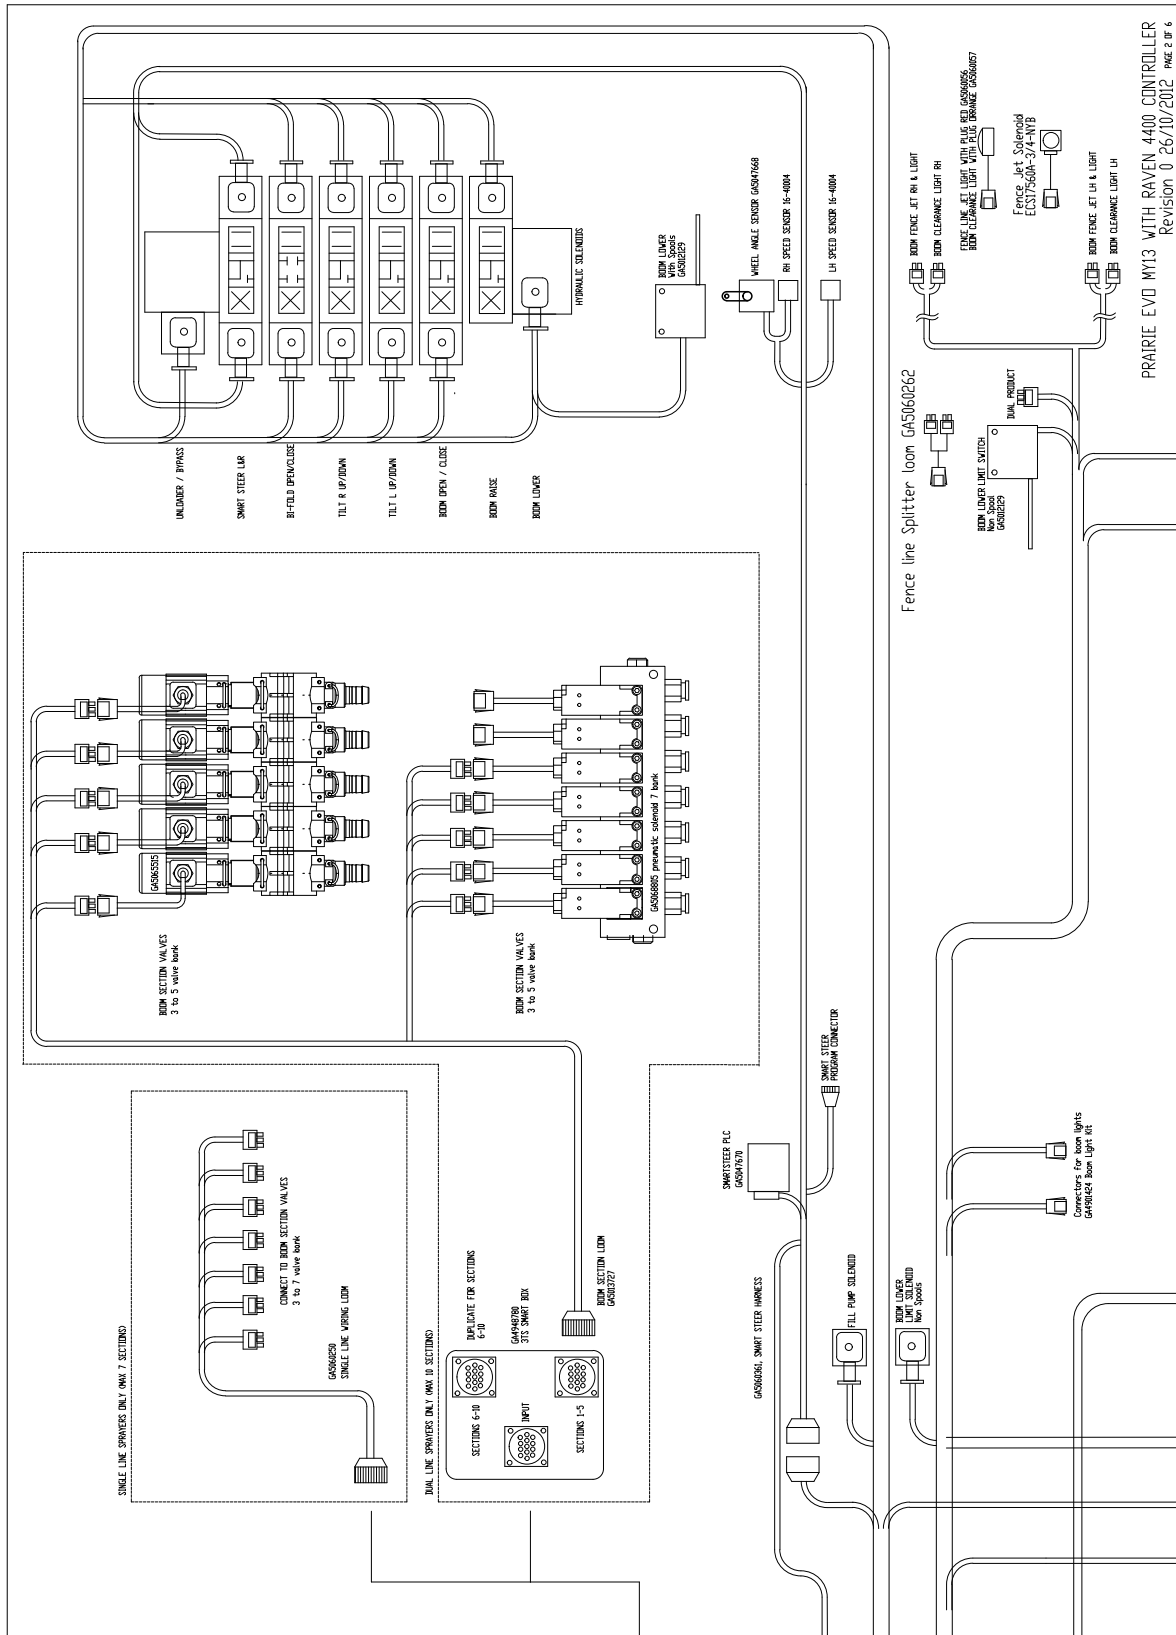 UNLOADER / BYPASS
SMART STEER L&R
BI-FOLD OPEN/CLOSE
TILT R UP/DOWN
TILT L UP/DOWN
BOOM OPEN / CLOSE
BOOM RAISE
BOOM LOWER
HYDRAULIC SOLENOIDS
BOOM LOWER
With Spools
GA5012129
WHEEL ANGLE SENSOR GA5047668
RH SPEED SENSOR 16-40004
LH SPEED SENSOR 16-40004
BOOM FENCE JET RH & LIGHT
BOOM CLEARANCE LIGHT RH
FENCE LINE JET LIGHT WITH PLUG RED GA5060056
BOOM CLEARANCE LIGHT WITH PLUG ORRANGE GA5060057
Fence Jet Solenoid
ECS17560A-3/4-NYB
BOOM FENCE JET LH & LIGHT
BOOM CLEARANCE LIGHT LH
PRAIRIE EVO MY13 WITH RAVEN 4400 CONTROLLER
Revision 0 26/10/2012
PAGE 2 OF 6
Fence line Splitter loom GA5060262
DUAL PRODUCT
BOOM LOWER LIMIT SWITCH
Non Spool
GA5012129
GA5065515
BOOM SECTION VALVES
3 to 5 valve bank
GA5068805 pneumatic solenoid 7 bank
BOOM SECTION VALVES
3 to 5 valve bank
SINGLE LINE SPRAYERS ONLY (MAX 7 SECTIONS)
CONNECT TO BOOM SECTION VALVES
3 to 7 valve bank
GA5060250
SINGLE LINE WIRING LOOM
DUAL LINE SPRAYERS ONLY (MAX 10 SECTIONS)
DUPLICATE FOR SECTIONS
6-10
GA4948780
3TS SMART BOX
SECTIONS 6-10
INPUT
SECTIONS 1-5
BOOM SECTION LOOM
GA5013727
SMARTSTEER PLC
GA5047670
SMART STEER
PROGRAM CONNECTOR
GA5060361, SMART STEER HARNESS
FILL PUMP SOLENOID
BOOM LOWER
LIMIT SOLENOID
Non Spools
Connectors for boom lights
GA4901424 Boom Light Kit